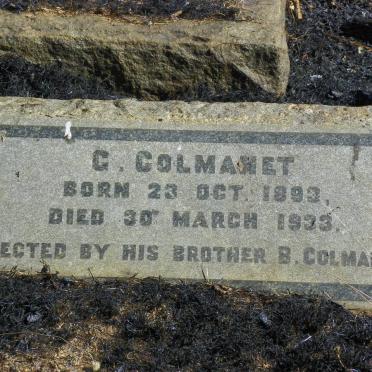 G. COLMANET
BORN 23 OCT. 1893,
DIED 30TH MARCH 1933.
ECTED BY HIS BROTHER B. COLMA